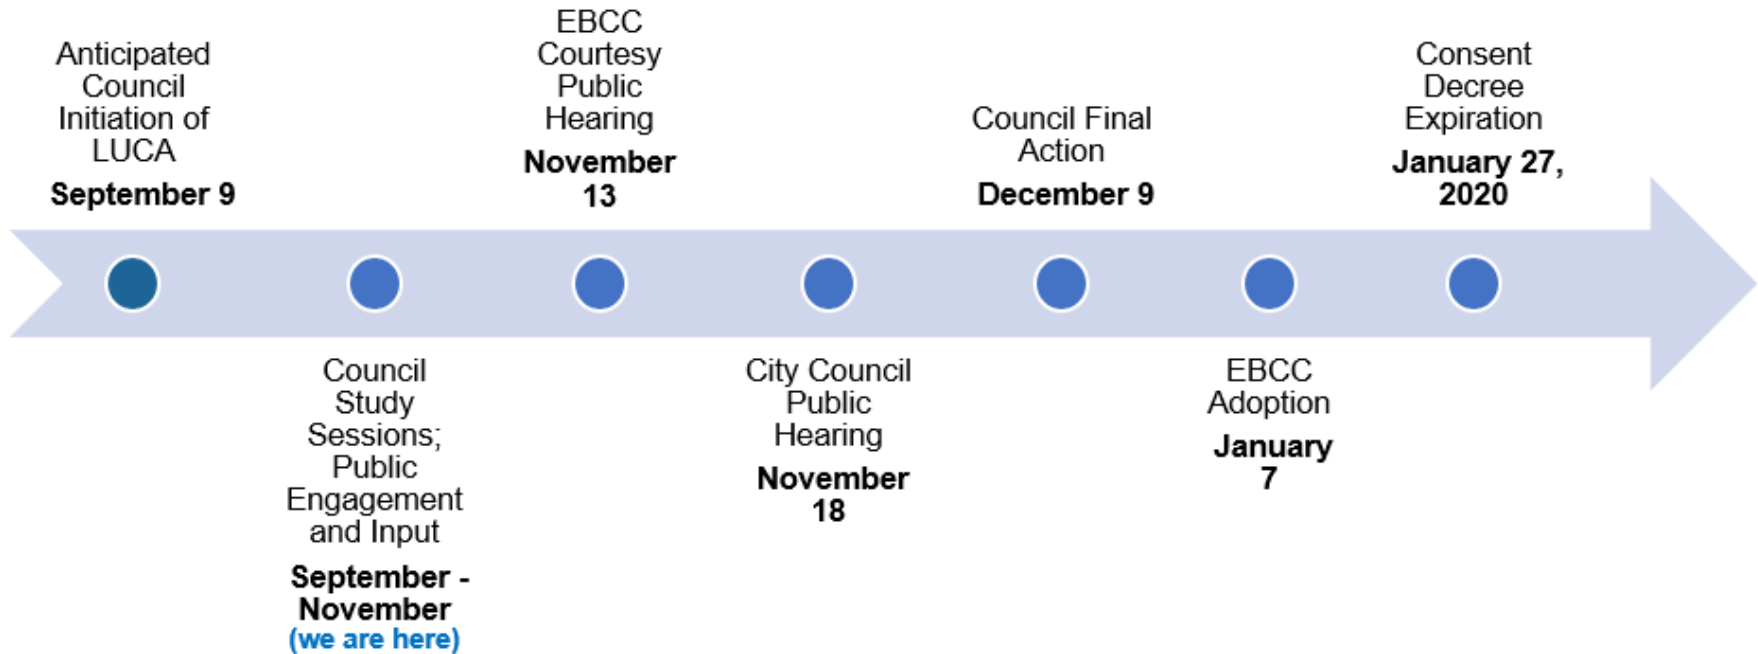 Anticipated
Council
Initiation of
LUCA
September 9
Council
Study
Sessions;
Public
Engagement
and Input
September -
November
(we are here)
EBCC
Courtesy
Public
Hearing
November
13
City Council
Public
Hearing
November
18
Council Final
Action
December 9
EBCC
Adoption
January
7
Consent
Decree
Expiration
January 27,
2020